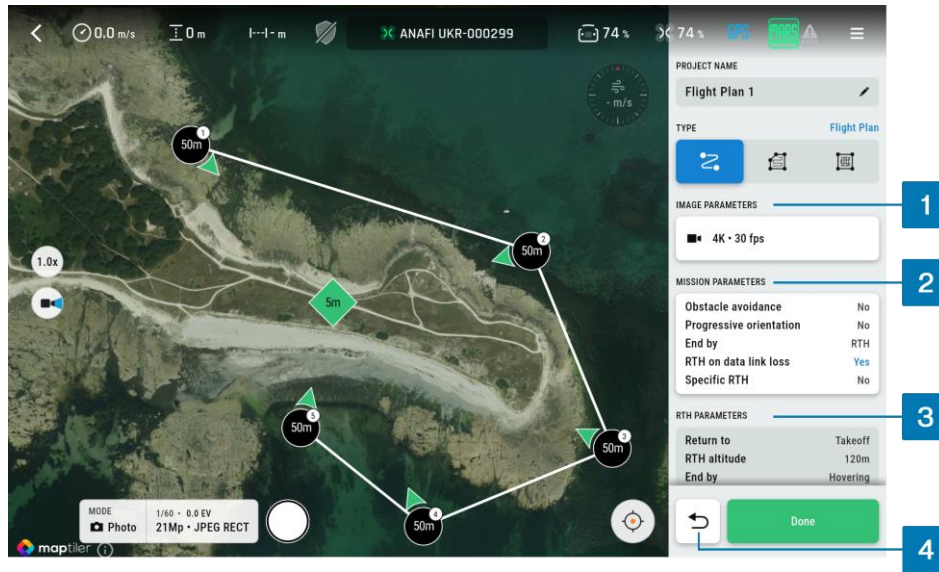 0.0 m/s
0 m
- m
ANAFI UKR-000299
74 %
74 %
GPS
MARS
- m/s
1.0x
50m
1
50m
2
5m
50m
3
50m
4
50m
5
MODE
Photo
1/60 • 0.0 EV
21Mp • JPEG RECT
maptiler
PROJECT NAME
Flight Plan 1
TYPE Flight Plan
IMAGE PARAMETERS
4K • 30 fps
MISSION PARAMETERS
Obstacle avoidance No
Progressive orientation No
End by RTH
RTH on data link loss Yes
Specific RTH No
RTH PARAMETERS
Return to Takeoff
RTH altitude 120m
End by Hovering
Done
1
2
3
4